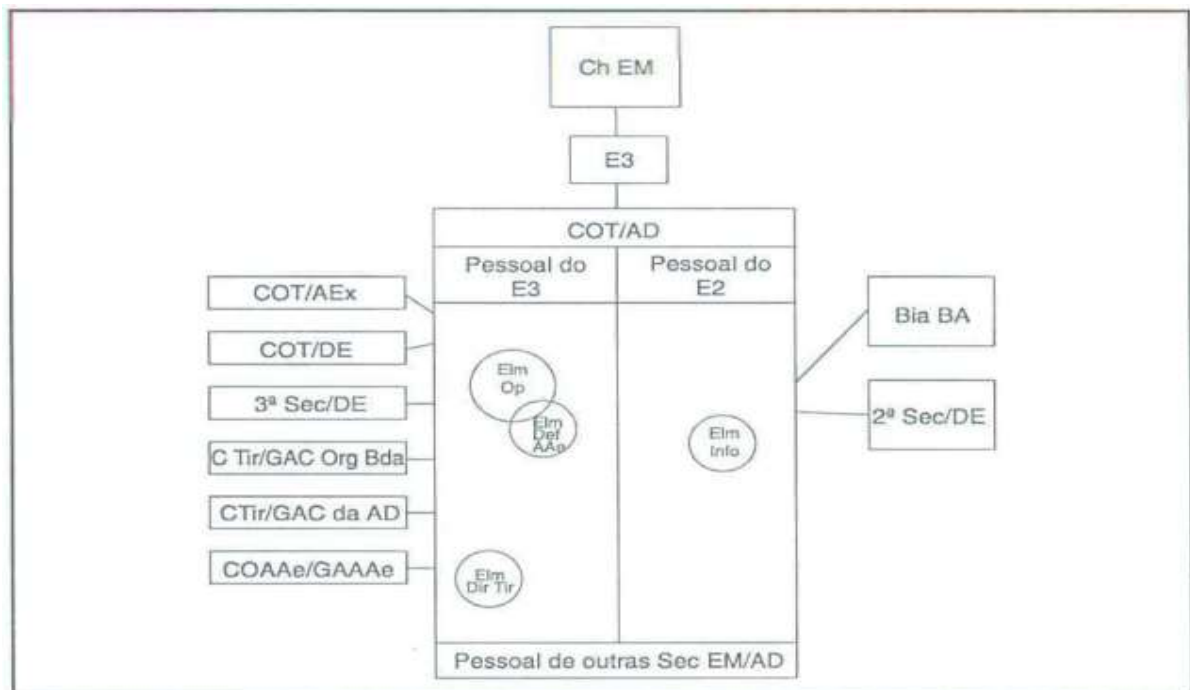 Ch EM
E3
COT/AD
Pessoal do
E3
Pessoal do
E2
COT/AEx
COT/DE
3ª Sec/DE
C Tir/GAC Org Bda
CTir/GAC da AD
COAAe/GAAAe
Elm
Op
Elm
Def
AAe
Elm
Dir Tir
Elm
Info
Bia BA
2ª Sec/DE
Pessoal de outras Sec EM/AD